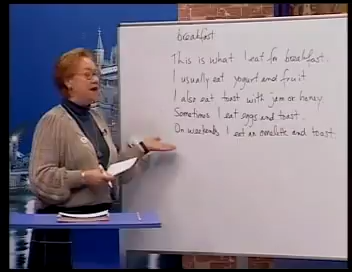 breakfast
This is what I eat for breakfast.
I usually eat yogurt and fruit
I also eat toast with jam or honey
Sometimes I eat eggs and toast.
On weekends I eat an omelette and toast.